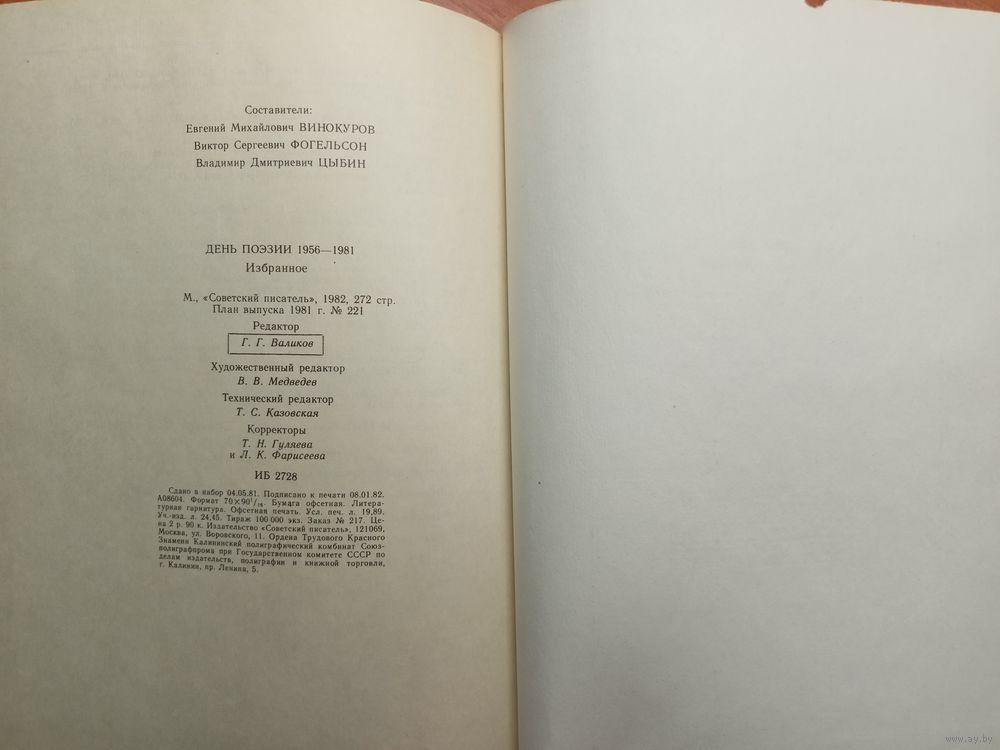 Составители:
Евгений Михайлович ВИНОКУРОВ
Виктор Сергеевич ФОГЕЛЬСОН
Владимир Дмитриевич ЦЫБИН
ДЕНЬ ПОЭЗИИ 1956—1981
Избранное
М., «Советский писатель», 1982, 272 стр.
План выпуска 1981 г. № 221
Редактор
Г. Г. Валиков
Художественный редактор
В. В. Медведев
Технический редактор
Т. С. Казовская
Корректоры
Т. Н. Гуляева
и Л. К. Фарисеева
ИБ 2728
Сдано в набор 04.05.81. Подписано к печати 08.01.82.
А08604. Формат 70×90¹/₁₆ Бумага офсетная. Литера-
турная гарнитура. Офсетная печать. Усл. печ. л. 19,89.
Уч.-изд. л. 24,45. Тираж 100 000 экз. Заказ № 217. Це-
на 2 р. 90 к. Издательство «Советский писатель», 121069,
Москва, ул. Воровского, 11. Ордена Трудового Красного
Знамени Калининский полиграфический комбинат Союз-
полиграфпрома при Государственном комитете СССР по
делам издательств, полиграфии и книжной торговли,
г. Калинин, пр. Ленина, 5.
www.ay.by